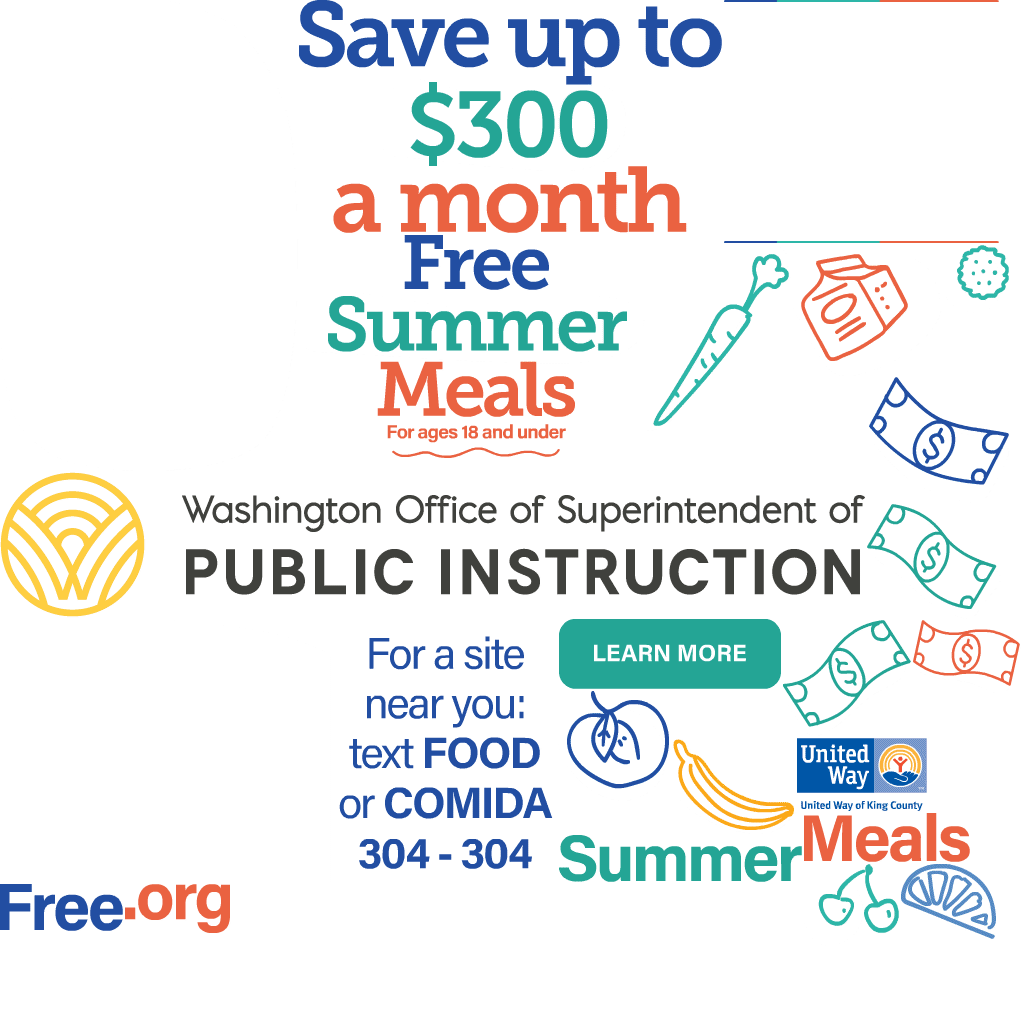 Save up to
$300
a month
Free
Summer
Meals
For ages 18 and under
Washington Office of Superintendent of
PUBLIC INSTRUCTION
For a site
near you:
text FOOD
or COMIDA
304 - 304
LEARN MORE
United
Way
United Way of King County
Summer
Meals
Free
.org